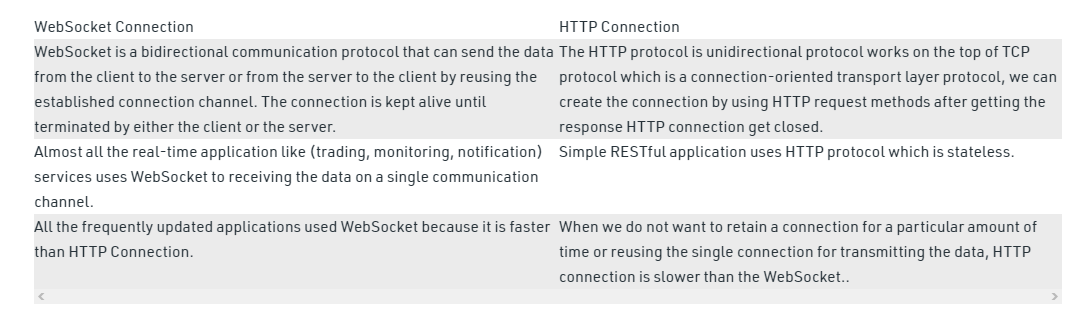 WebSocket Connection
HTTP Connection
WebSocket is a bidirectional communication protocol that can send the data
from the client to the server or from the server to the client by reusing the
established connection channel. The connection is kept alive until
terminated by either the client or the server.
The HTTP protocol is unidirectional protocol works on the top of TCP
protocol which is a connection-oriented transport layer protocol, we can
create the connection by using HTTP request methods after getting the
response HTTP connection get closed.
Almost all the real-time application like (trading, monitoring, notification)
services uses WebSocket to receiving the data on a single communication
channel.
Simple RESTful application uses HTTP protocol which is stateless.
All the frequently updated applications used WebSocket because it is faster
than HTTP Connection.
When we do not want to retain a connection for a particular amount of
time or reusing the single connection for transmitting the data, HTTP
connection is slower than the WebSocket..